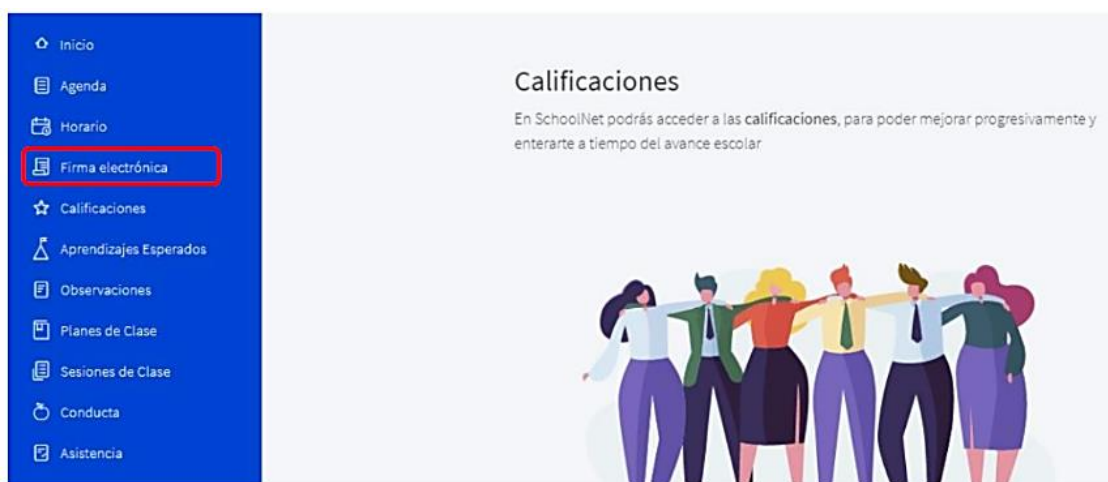 Inicio
Agenda
Horario
Firma electrónica
Calificaciones
Aprendizajes Esperados
Observaciones
Planes de Clase
Sesiones de Clase
Conducta
Asistencia
Calificaciones
En SchoolNet podrás acceder a las calificaciones, para poder mejorar progresivamente y
enterarte a tiempo del avance escolar